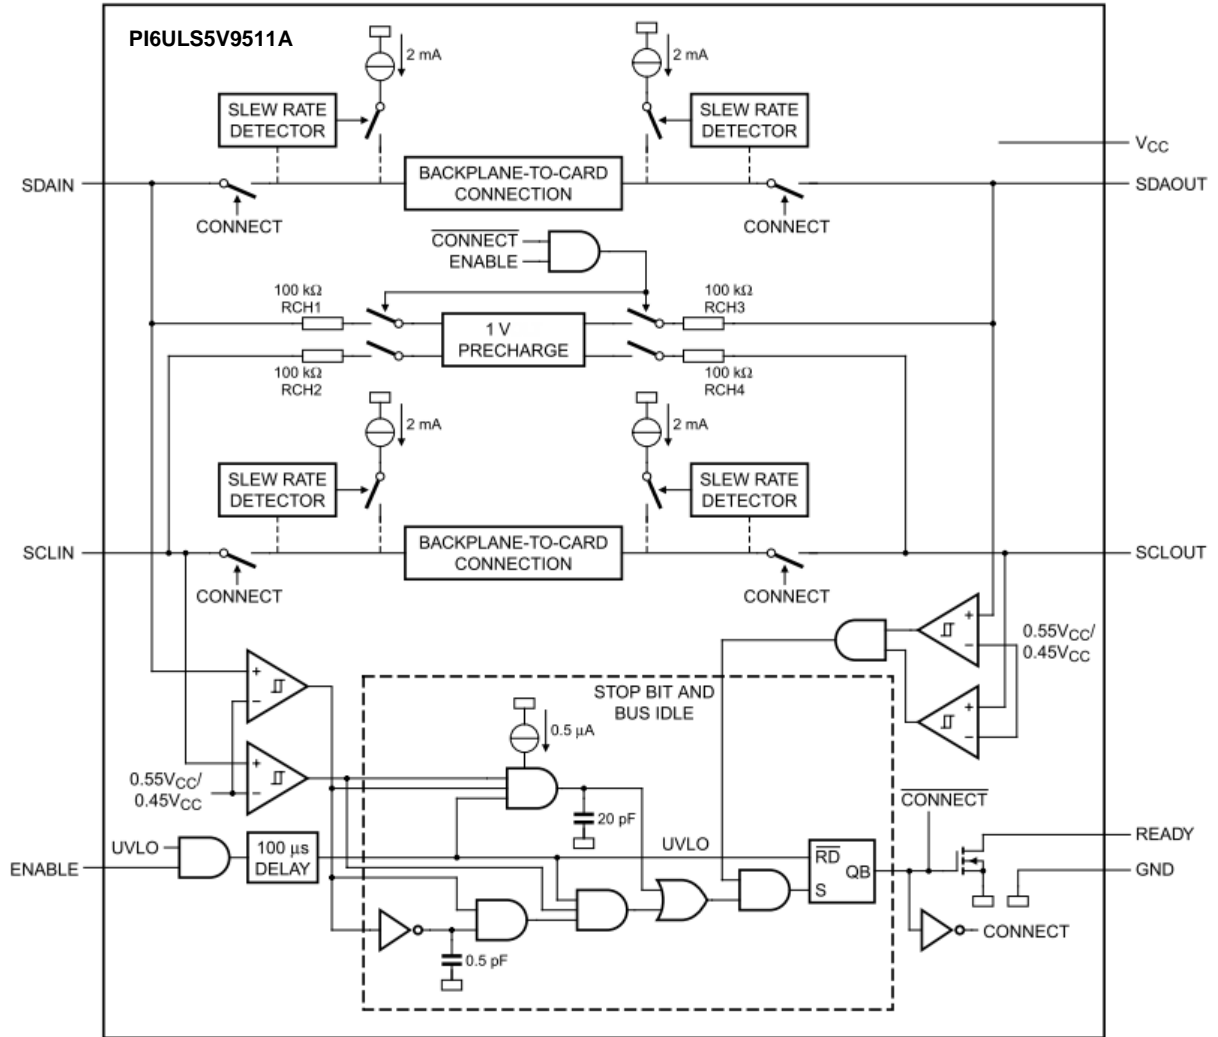 PI6ULS5V9511A
2 mA
2 mA
SLEW RATE
DETECTOR
SLEW RATE
DETECTOR
VCC
SDAIN
BACKPLANE-TO-CARD
CONNECTION
SDAOUT
CONNECT
CONNECT
CONNECT
ENABLE
100 kΩ
RCH1
100 kΩ
RCH3
1 V
PRECHARGE
100 kΩ
RCH2
100 kΩ
RCH4
2 mA
2 mA
SLEW RATE
DETECTOR
SLEW RATE
DETECTOR
SCLIN
BACKPLANE-TO-CARD
CONNECTION
SCLOUT
CONNECT
CONNECT
+
−
+
−
0.55VCC/
0.45VCC
+
−
STOP BIT AND
BUS IDLE
+
−
0.5 µA
0.55VCC/
0.45VCC
CONNECT
20 pF
UVLO
100 µs
DELAY
UVLO
READY
ENABLE
RD
QB
S
GND
CONNECT
0.5 pF